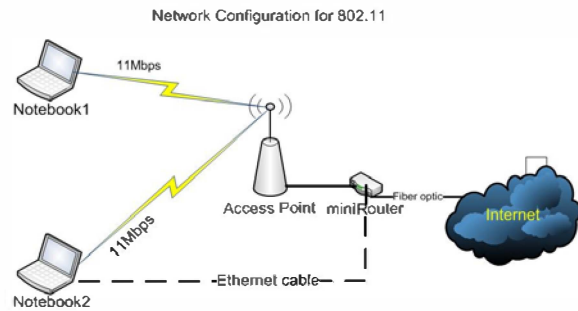 Network Configuration for 802.11
11Mbps
Notebook1
Access Point
miniRouter
Fiber optic
Internet
11Mbps
Ethernet cable
Notebook2